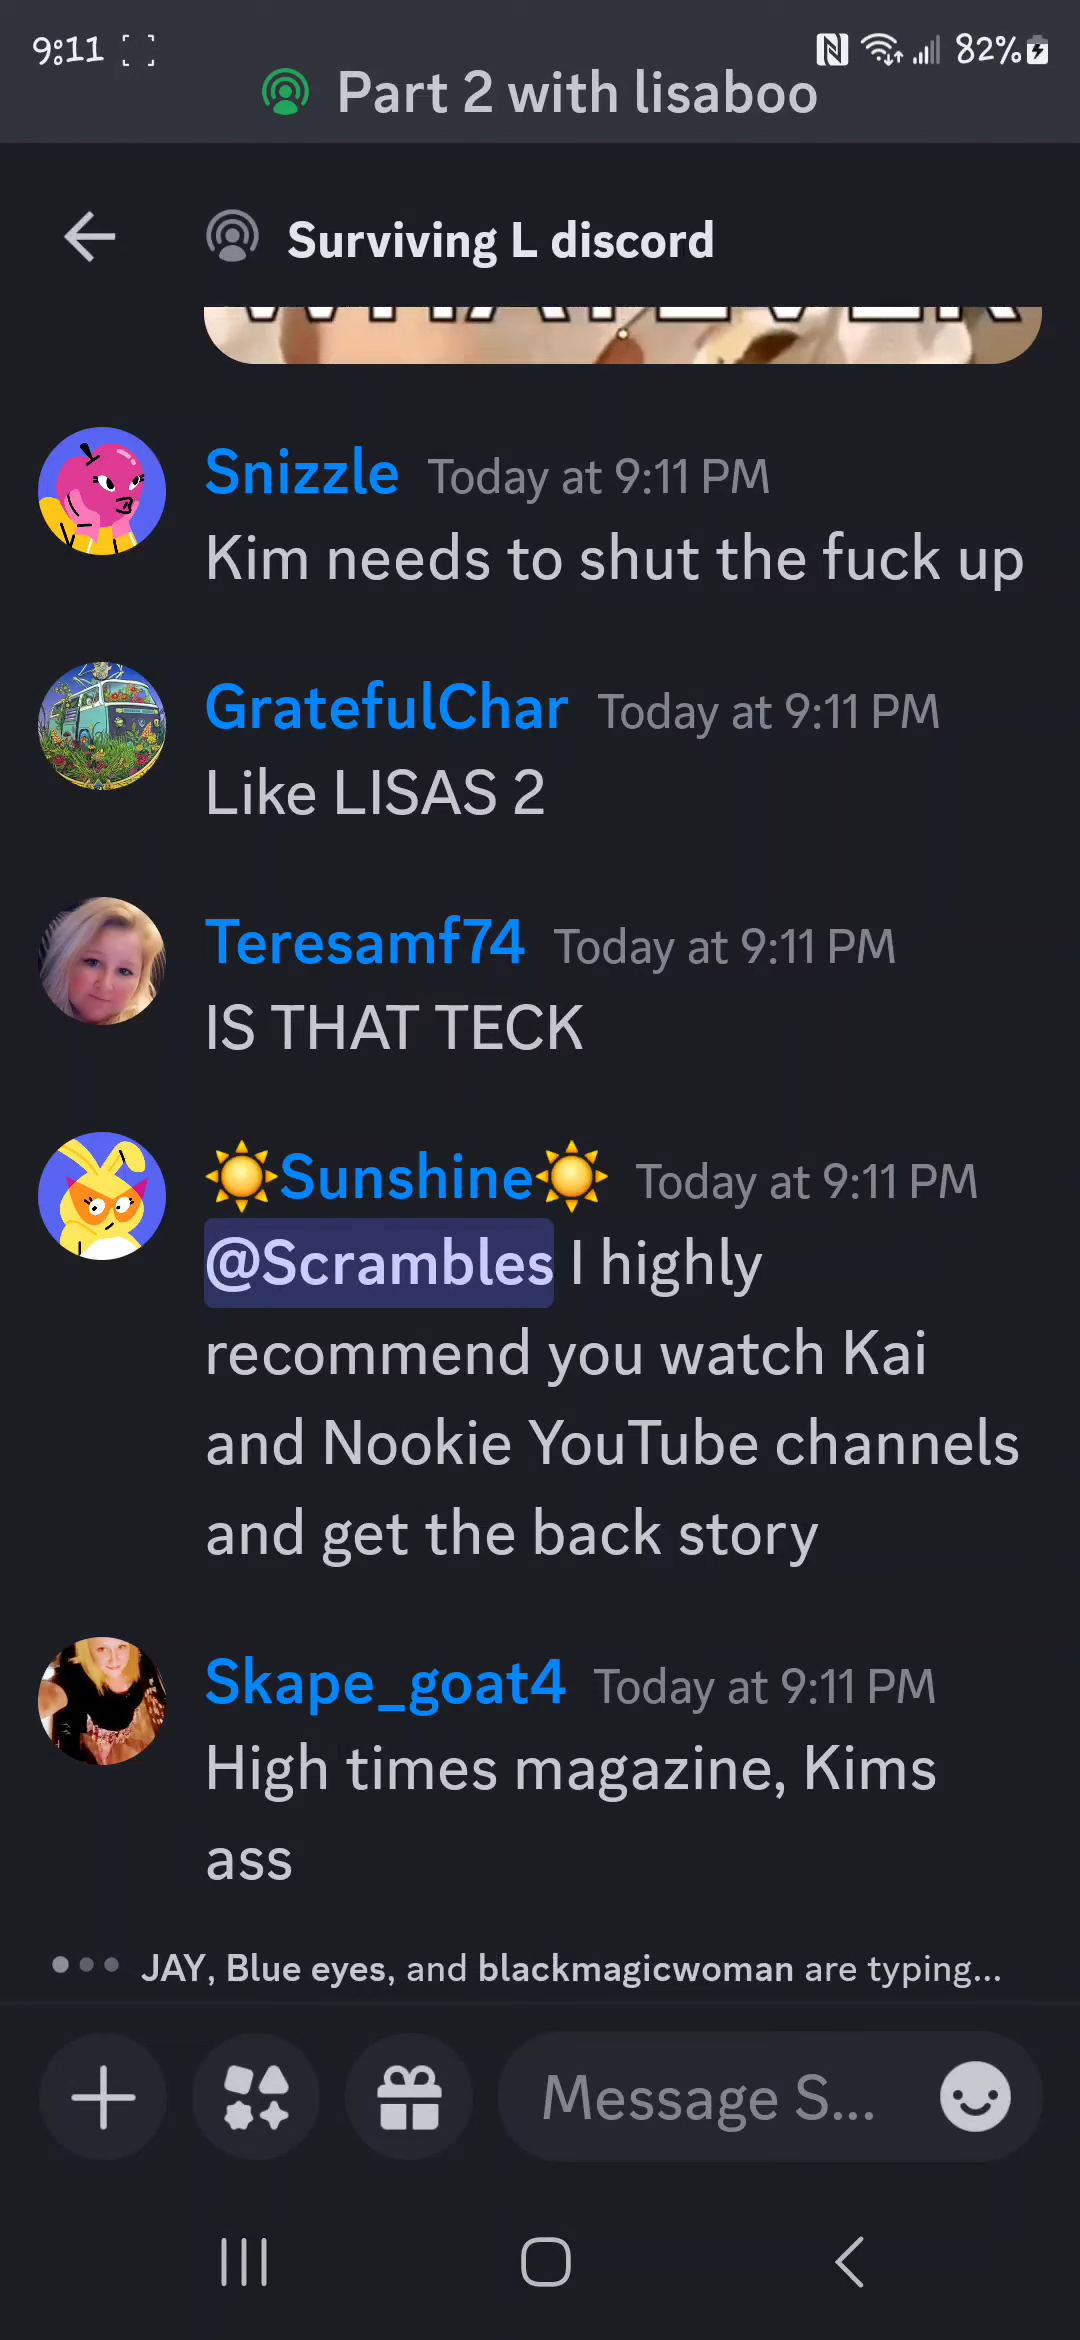 9:11
82%
Part 2 with lisaboo
Surviving L discord
WHATEVER
Snizzle Today at 9:11 PM
Kim needs to shut the fuck up
GratefulChar Today at 9:11 PM
Like LISAS 2
Teresamf74 Today at 9:11 PM
IS THAT TECK
☀️Sunshine☀️ Today at 9:11 PM
@Scrambles I highly
recommend you watch Kai
and Nookie YouTube channels
and get the back story
Skape_goat4 Today at 9:11 PM
High times magazine, Kims
ass
JAY, Blue eyes, and blackmagicwoman are typing...
Message S...